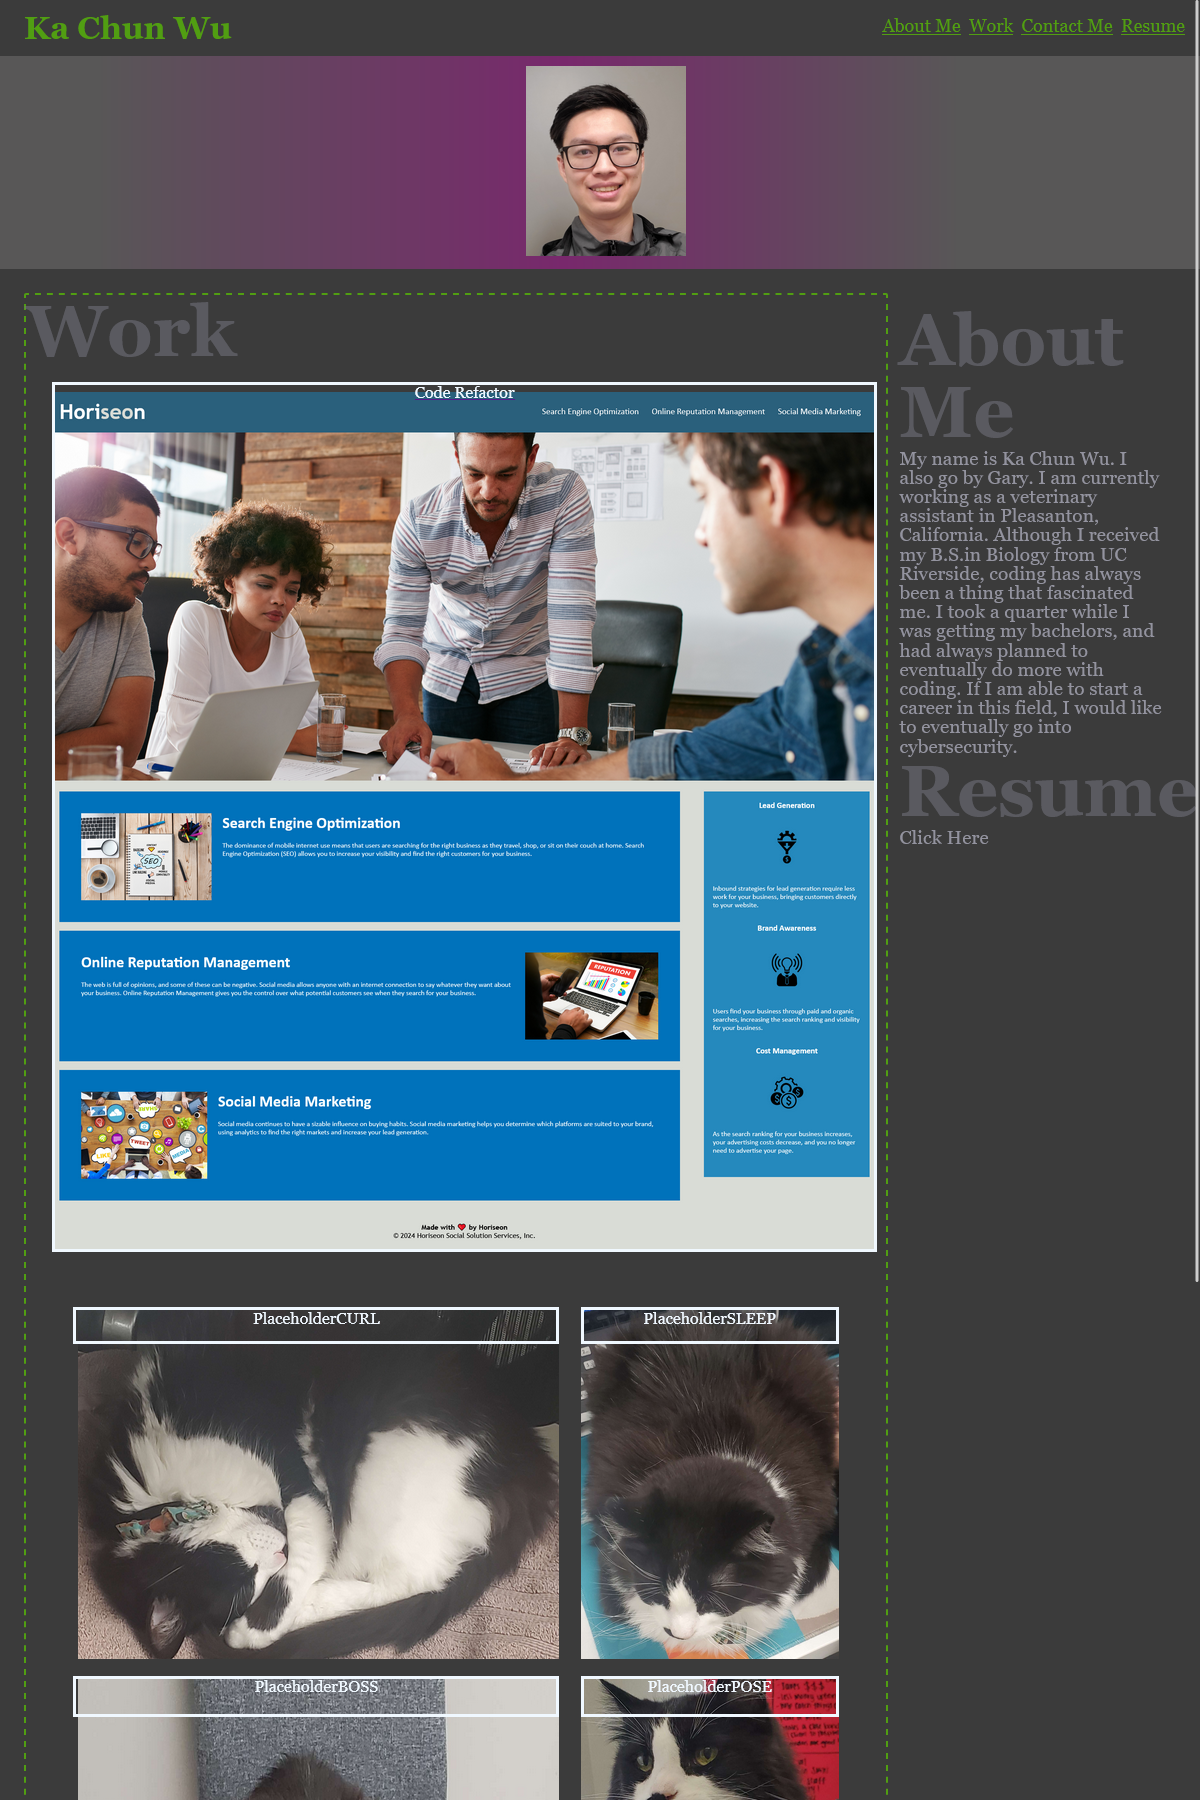 Ka Chun Wu
About Me Work Contact Me Resume
Work
Code Refactor
Horiseon
Search Engine Optimization Online Reputation Management Social Media Marketing
Search Engine Optimization
The dominance of mobile internet use means that users are searching for the right business as they travel, shop, or sit on their couch at home. Search
Engine Optimization (SEO) allows you to increase your visibility and find the right customers for your business.
SEO
Online Reputation Management
The web is full of opinions, and some of these can be negative. Social media allows anyone with an internet connection to say whatever they want about
your business. Online Reputation Management gives you the control over what potential customers see when they search for your business.
REPUTATION
Social Media Marketing
Social media continues to have a sizable influence on buying habits. Social media marketing helps you determine which platforms are suited to your brand,
using analytics to find the right markets and increase your lead generation.
SHARE
TWEET
LIKE
MEDIA
Lead Generation
Inbound strategies for lead generation require less
work for your business, bringing customers directly
to your website.
Brand Awareness
Users find your business through paid and organic
searches, increasing the search ranking and visibility
for your business.
Cost Management
As the search ranking for your business increases,
your advertising costs decrease, and you no longer
need to advertise your page.
Made with ❤ by Horiseon
© 2024 Horiseon Social Solution Services, Inc.
PlaceholderCURL
PlaceholderSLEEP
PlaceholderBOSS
PlaceholderPOSE
About
Me
My name is Ka Chun Wu. I
also go by Gary. I am currently
working as a veterinary
assistant in Pleasanton,
California. Although I received
my B.S.in Biology from UC
Riverside, coding has always
been a thing that fascinated
me. I took a quarter while I
was getting my bachelors, and
had always planned to
eventually do more with
coding. If I am able to start a
career in this field, I would like
to eventually go into
cybersecurity.
Resume
Click Here